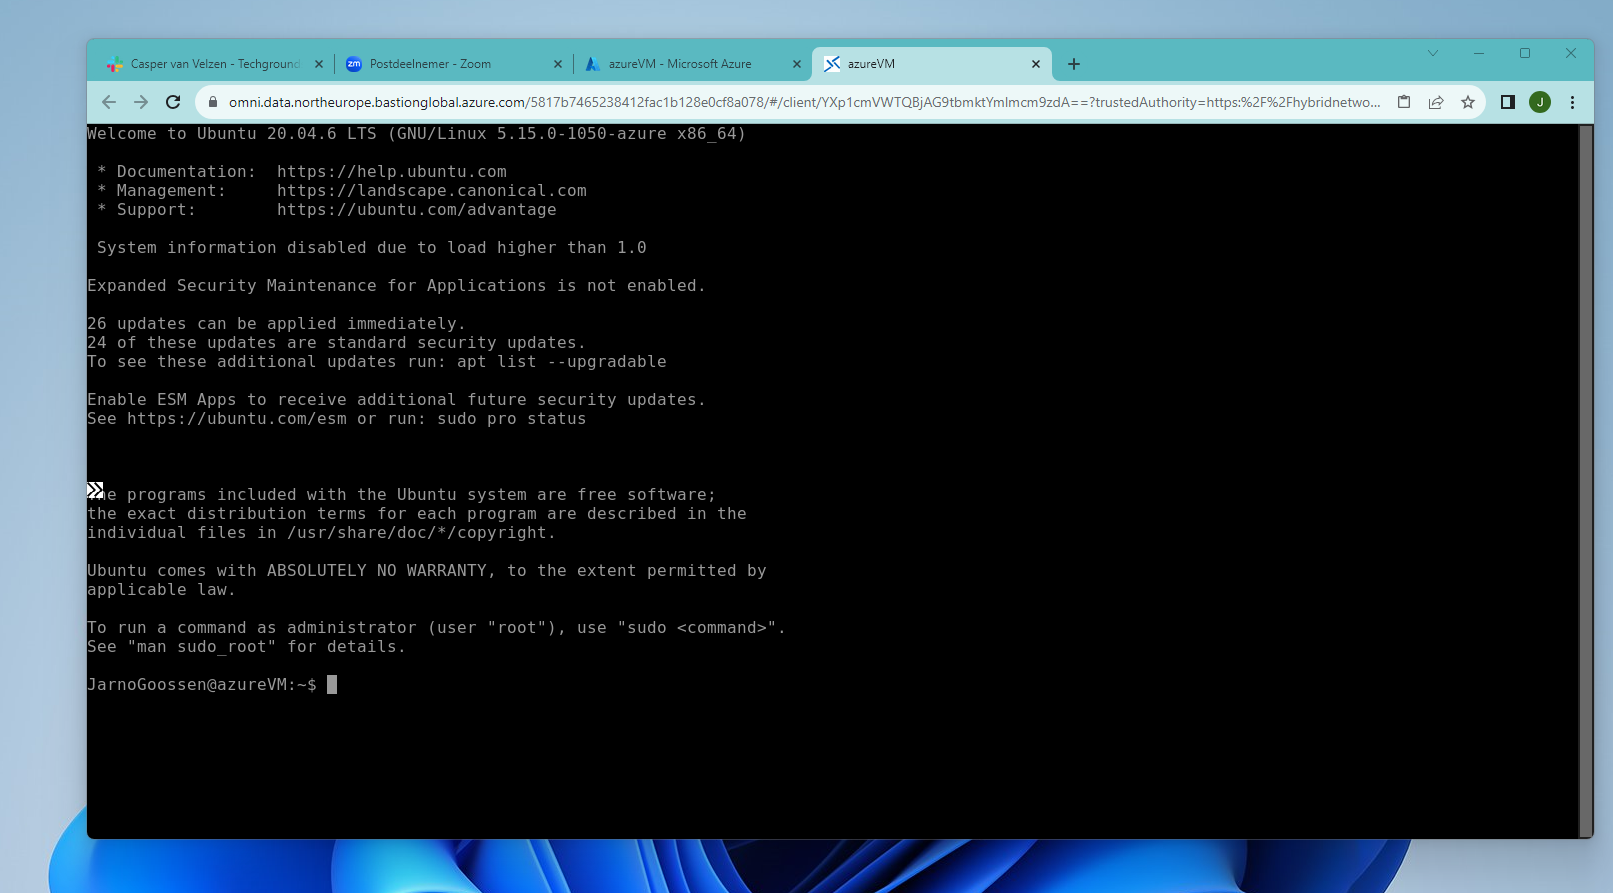 Casper van Velzen - Techground
zm Postdeelnemer - Zoom
azureVM - Microsoft Azure
azureVM
omni.data.northeurope.bastionglobal.azure.com/5817b7465238412fac1b128e0cf8a078/#/client/YXp1cmVWTQBjAG9tbmktYmlmcm9zdA==?trustedAuthority=https:%2F%2Fhybridnetwo...
J
Welcome to Ubuntu 20.04.6 LTS (GNU/Linux 5.15.0-1050-azure x86_64)
* Documentation: https://help.ubuntu.com
* Management: https://landscape.canonical.com
* Support: https://ubuntu.com/advantage
System information disabled due to load higher than 1.0
Expanded Security Maintenance for Applications is not enabled.
26 updates can be applied immediately.
24 of these updates are standard security updates.
To see these additional updates run: apt list --upgradable
Enable ESM Apps to receive additional future security updates.
See https://ubuntu.com/esm or run: sudo pro status
The programs included with the Ubuntu system are free software;
the exact distribution terms for each program are described in the
individual files in /usr/share/doc/*/copyright.
Ubuntu comes with ABSOLUTELY NO WARRANTY, to the extent permitted by
applicable law.
To run a command as administrator (user "root"), use "sudo <command>".
See "man sudo_root" for details.
JarnoGoossen@azureVM:~$